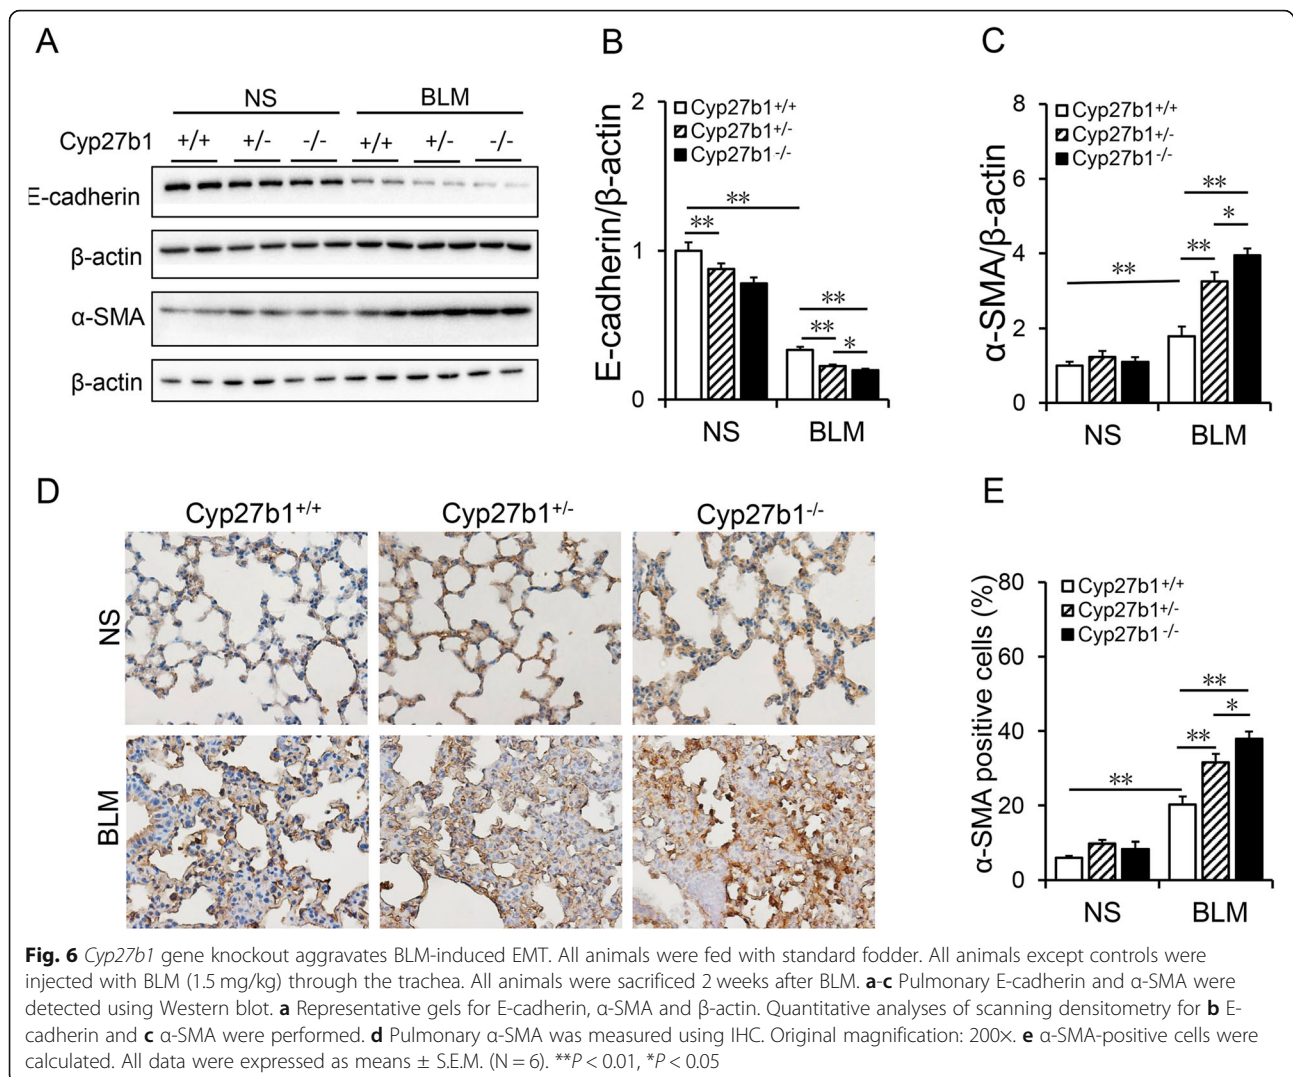 A
NS BLM
Cyp27b1 +/+ +/- -/- +/+ +/- -/-
E-cadherin
β-actin
α-SMA
β-actin
B
E-cadherin/β-actin
2
1
0
Cyp27b1+/+
Cyp27b1+/-
Cyp27b1-/-
**
**
**
**
*
NS BLM
C
α-SMA/β-actin
8
6
4
2
0
Cyp27b1+/+
Cyp27b1+/-
Cyp27b1-/-
**
**
*
**
NS BLM
D
Cyp27b1+/+ Cyp27b1+/- Cyp27b1-/-
NS
BLM
E
α-SMA positive cells (%)
80
60
40
20
0
Cyp27b1+/+
Cyp27b1+/-
Cyp27b1-/-
**
*
**
**
NS BLM
Fig. 6 Cyp27b1 gene knockout aggravates BLM-induced EMT. All animals were fed with standard fodder. All animals except controls were
injected with BLM (1.5 mg/kg) through the trachea. All animals were sacrificed 2 weeks after BLM. a-c Pulmonary E-cadherin and α-SMA were
detected using Western blot. a Representative gels for E-cadherin, α-SMA and β-actin. Quantitative analyses of scanning densitometry for b E-
cadherin and c α-SMA were performed. d Pulmonary α-SMA was measured using IHC. Original magnification: 200×. e α-SMA-positive cells were
calculated. All data were expressed as means ± S.E.M. (N = 6). **P < 0.01, *P < 0.05